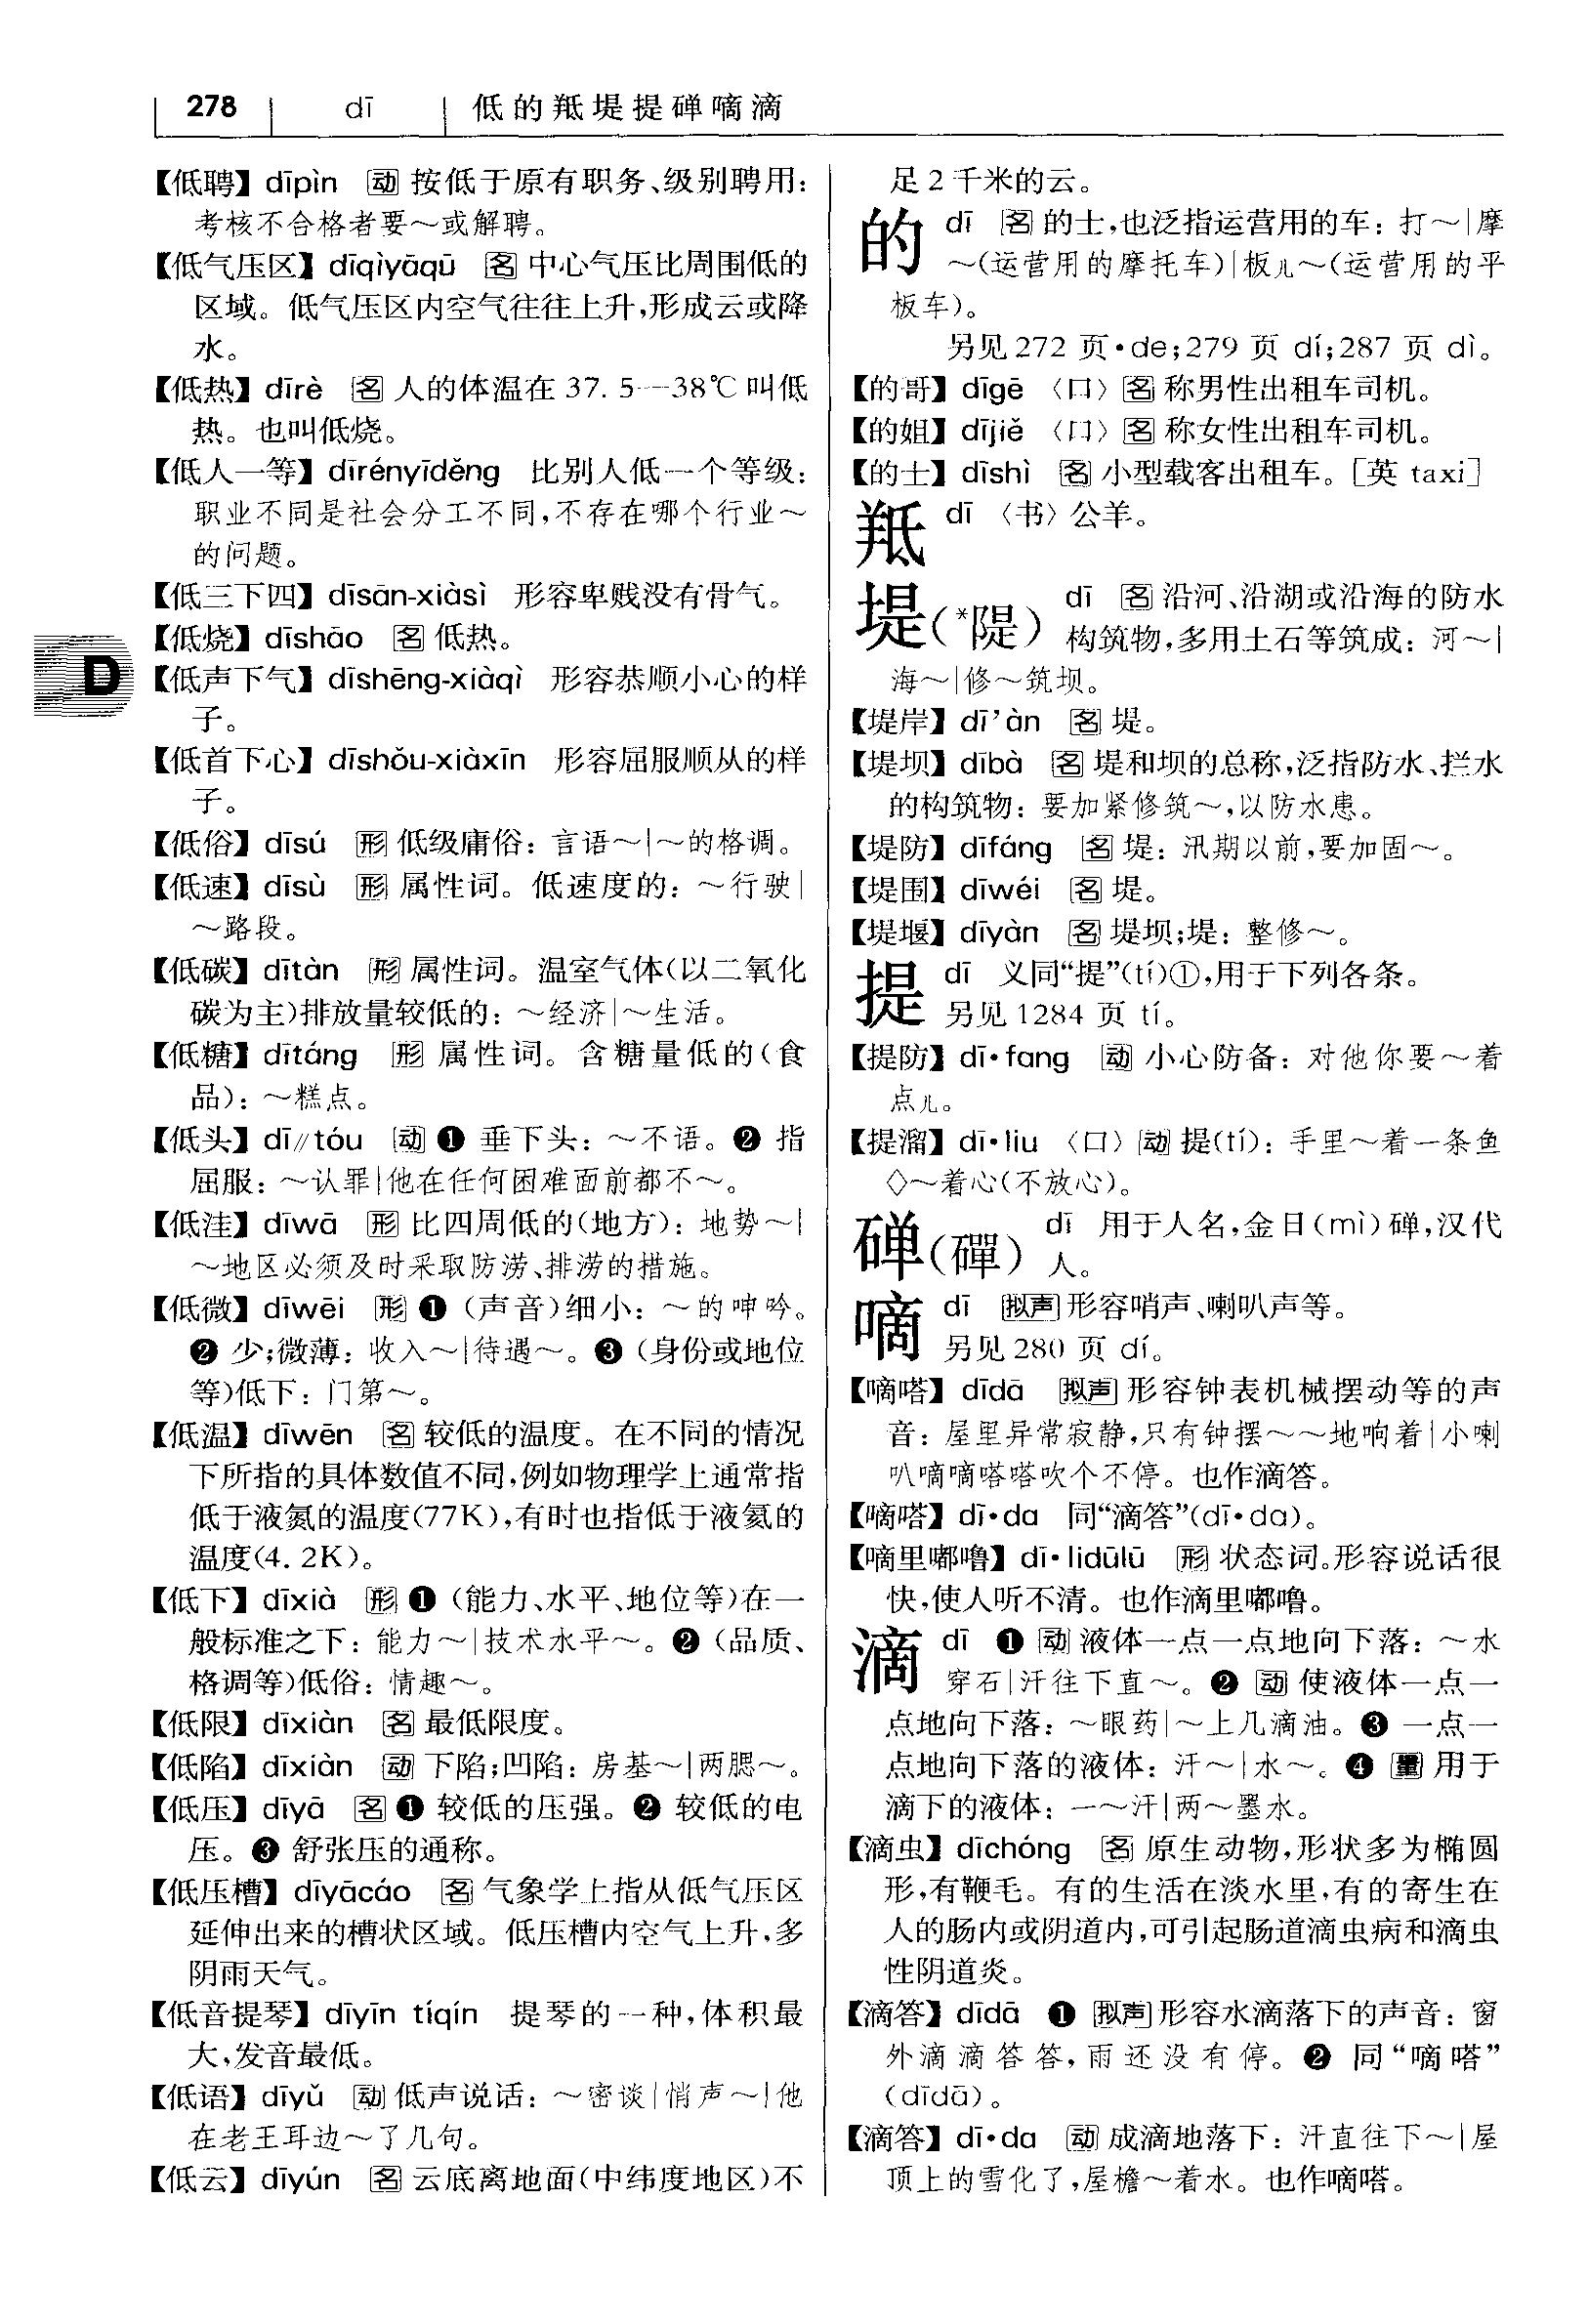 278 dī 低的羝堤提䃅嘀滴
【低聘】dīpìn 动 按低于原有职务、级别聘用：
考核不合格者要～或解聘。
【低气压区】dīqìyāqū 名 中心气压比周围低的
区域。低气压区内空气往往上升，形成云或降
水。
【低热】dīrè 名 人的体温在 37.5—38℃叫低
热。也叫低烧。
【低人一等】dīrényīděng 比别人低一个等级：
职业不同是社会分工不同，不存在哪个行业～
的问题。
【低三下四】dīsān-xiàsì 形容卑贱没有骨气。
【低烧】dīshāo 名 低热。
D
【低声下气】dīshēng-xiàqì 形容恭顺小心的样
子。
【低首下心】dīshǒu-xiàxīn 形容屈服顺从的样
子。
【低俗】dīsú 形 低级庸俗：言语～|～的格调。
【低速】dīsù 形 属性词。低速度的：～行驶|
～路段。
【低碳】dītàn 形 属性词。温室气体（以二氧化
碳为主）排放量较低的：～经济|～生活。
【低糖】dītáng 形 属性词。含糖量低的（食
品）：～糕点。
【低头】dī//tóu 动 ❶ 垂下头：～不语。❷ 指
屈服：～认罪|他在任何困难面前都不～。
【低洼】dīwā 形 比四周低的（地方）：地势～|
～地区必须及时采取防涝、排涝的措施。
【低微】dīwēi 形 ❶（声音）细小：～的呻吟。
❷ 少；微薄：收入～|待遇～。❸（身份或地位
等）低下：门第～。
【低温】dīwēn 名 较低的温度。在不同的情况
下所指的具体数值不同，例如物理学上通常指
低于液氮的温度（77K），有时也指低于液氦的
温度（4.2K）。
【低下】dīxià 形 ❶（能力、水平、地位等）在一
般标准之下：能力～|技术水平～。❷（品质、
格调等）低俗：情趣～。
【低限】dīxiàn 名 最低限度。
【低陷】dīxiàn 动 下陷；凹陷：房基～|两腮～。
【低压】dīyā 名 ❶ 较低的压强。❷ 较低的电
压。❸ 舒张压的通称。
【低压槽】dīyācáo 名 气象学上指从低气压区
延伸出来的槽状区域。低压槽内空气上升，多
阴雨天气。
【低音提琴】dīyīn tíqín 提琴的一种，体积最
大，发音最低。
【低语】dīyǔ 动 低声说话：～密谈|悄声～|他
在老王耳边～了几句。
【低云】dīyún 名 云底离地面（中纬度地区）不
足 2 千米的云。
的 dī 名 的士，也泛指运营用的车：打～|摩
～（运营用的摩托车）|板儿～（运营用的平
板车）。
另见 272 页·de；279 页 dí；287 页 dì。
【的哥】dīgē 〈口〉名 称男性出租车司机。
【的姐】dījiě 〈口〉名 称女性出租车司机。
【的士】dīshì 名 小型载客出租车。［英 taxi］
羝 dī 〈书〉公羊。
堤（*隄） dī 名 沿河、沿湖或沿海的防水
构筑物，多用土石等筑成：河～|
海～|修～筑坝。
【堤岸】dī’àn 名 堤。
【堤坝】dībà 名 堤和坝的总称，泛指防水、拦水
的构筑物：要加紧修筑～，以防水患。
【堤防】dīfáng 名 堤：汛期以前，要加固～。
【堤围】dīwéi 名 堤。
【堤堰】dīyàn 名 堤坝；堤：整修～。
提 dī 义同“提”（tí）①，用于下列各条。
另见 1284 页 tí。
【提防】dī·fang 动 小心防备：对他你要～着
点儿。
【提溜】dī·liu 〈口〉动 提（tí）：手里～着一条鱼
◇～着心（不放心）。
䃅（磾） dī 用于人名，金日（mì）䃅，汉代
人。
嘀 dī 拟声 形容哨声、喇叭声等。
另见 280 页 dí。
【嘀嗒】dīdā 拟声 形容钟表机械摆动等的声
音：屋里异常寂静，只有钟摆～～地响着|小喇
叭嘀嘀嗒嗒吹个不停。也作滴答。
【嘀嗒】dī·da 同“滴答”（dī·da）。
【嘀里嘟噜】dī·lidūlū 形 状态词。形容说话很
快，使人听不清。也作滴里嘟噜。
滴 dī ❶ 动 液体一点一点地向下落：～水
穿石|汗往下直～。❷ 动 使液体一点一
点地向下落：～眼药|～上几滴油。❸ 一点一
点地向下落的液体：汗～|水～。❹ 量 用于
滴下的液体：一～汗|两～墨水。
【滴虫】dīchóng 名 原生动物，形状多为椭圆
形，有鞭毛。有的生活在淡水里，有的寄生在
人的肠内或阴道内，可引起肠道滴虫病和滴虫
性阴道炎。
【滴答】dīdā ❶ 拟声 形容水滴落下的声音：窗
外滴滴答答，雨还没有停。❷ 同“嘀嗒”
（dīdā）。
【滴答】dī·da 动 成滴地落下：汗直往下～|屋
顶上的雪化了，屋檐～着水。也作嘀嗒。